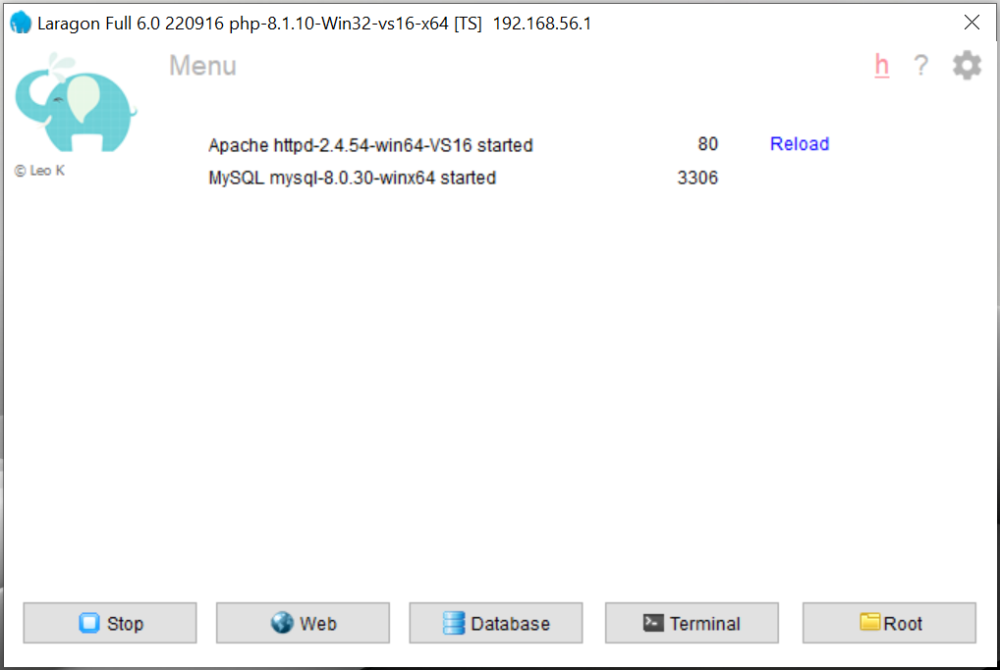 Laragon Full 6.0 220916 php-8.1.10-Win32-vs16-x64 [TS] 192.168.56.1
Menu h ?
Apache httpd-2.4.54-win64-VS16 started 80 Reload
© Leo K
MySQL mysql-8.0.30-winx64 started 3306
Stop Web Database Terminal Root